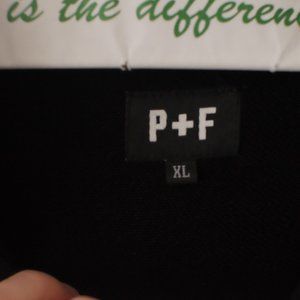 is the differen
P+F
XL